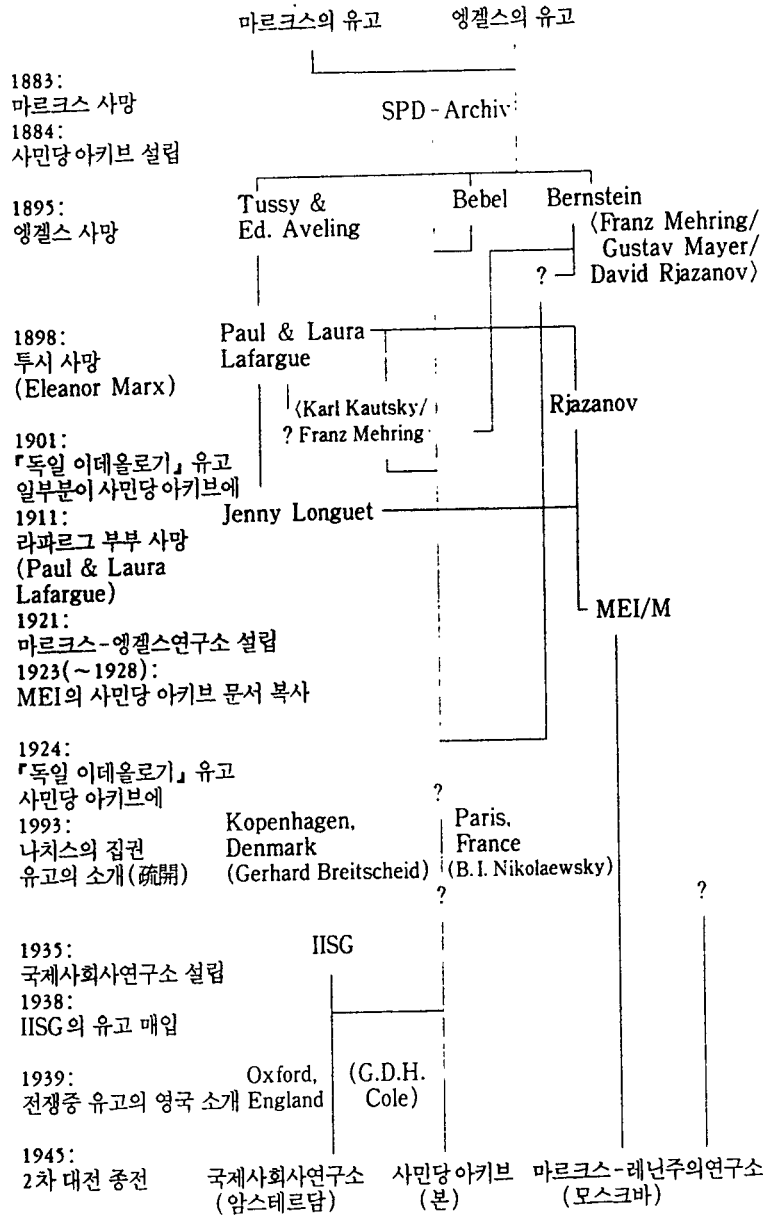 마르크스의 유고 엥겔스의 유고
1883:
마르크스 사망
SPD-Archiv
1884:
사민당 아키브 설립
1895:
엥겔스 사망
Tussy &
Ed. Aveling
Bebel
Bernstein
〈Franz Mehring/
Gustav Mayer/
David Rjazanov〉
?
1898:
투시 사망
(Eleanor Marx)
Paul & Laura
Lafargue
〈Karl Kautsky/
? Franz Mehring
Rjazanov
1901:
『독일 이데올로기』 유고
일부분이 사민당 아키브에
1911:
라파르그 부부 사망
(Paul & Laura
Lafargue)
Jenny Longuet
MEI/M
1921:
마르크스-엥겔스연구소 설립
1923(~1928):
MEI의 사민당 아키브 문서 복사
1924:
『독일 이데올로기』 유고
사민당 아키브에
?
1993:
나치스의 집권
유고의 소개(疏開)
Kopenhagen,
Denmark
(Gerhard Breitscheid)
Paris,
France
(B.I. Nikolaewsky)
?
?
1935:
국제사회사연구소 설립
IISG
1938:
IISG의 유고 매입
1939:
전쟁중 유고의 영국 소개
Oxford,
England
(G.D.H.
Cole)
1945:
2차 대전 종전
국제사회사연구소
(암스테르담)
사민당 아키브
(본)
마르크스-레닌주의연구소
(모스크바)